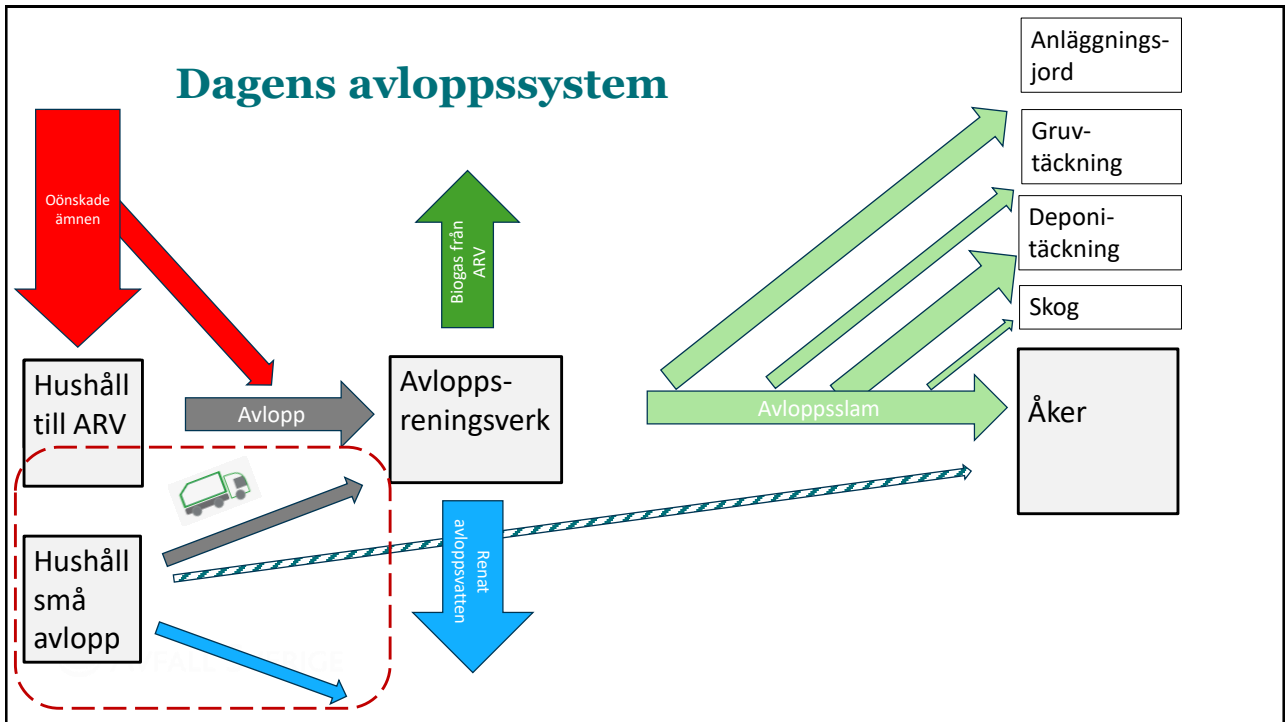 Dagens avloppssystem
Oönskade
ämnen
Hushåll
till ARV
Avlopp
Hushåll
små
avlopp
Biogas från
ARV
Avlopps-
reningsverk
Renat
avloppsvatten
Avloppsslam
Anläggnings-
jord
Gruv-
täckning
Deponi-
täckning
Skog
Åker